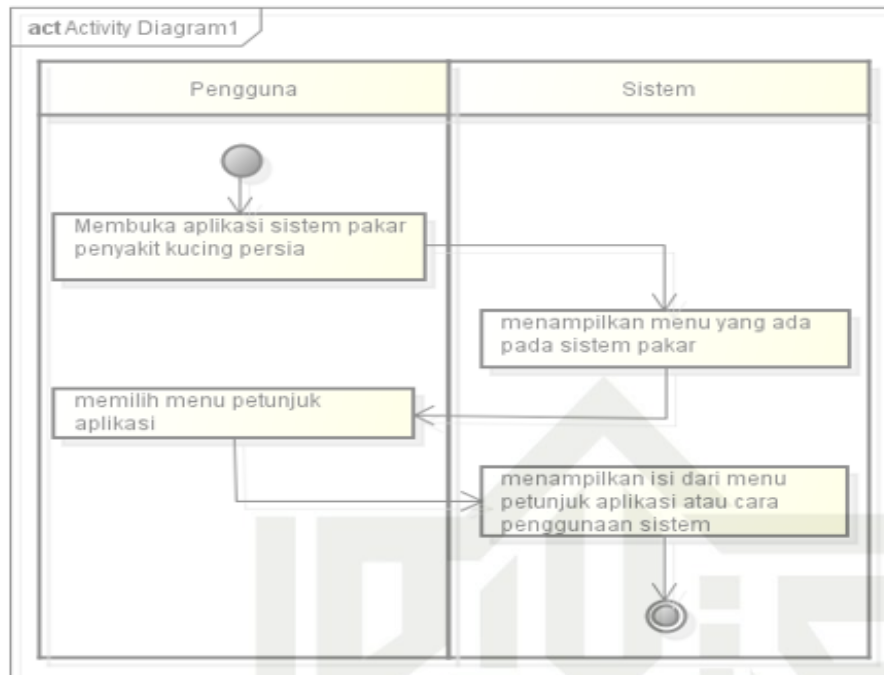 act Activity Diagram1
Pengguna
Sistem
Membuka aplikasi sistem pakar
penyakit kucing persia
menampilkan menu yang ada
pada sistem pakar
memilih menu petunjuk
aplikasi
menampilkan isi dari menu
petunjuk aplikasi atau cara
penggunaan sistem